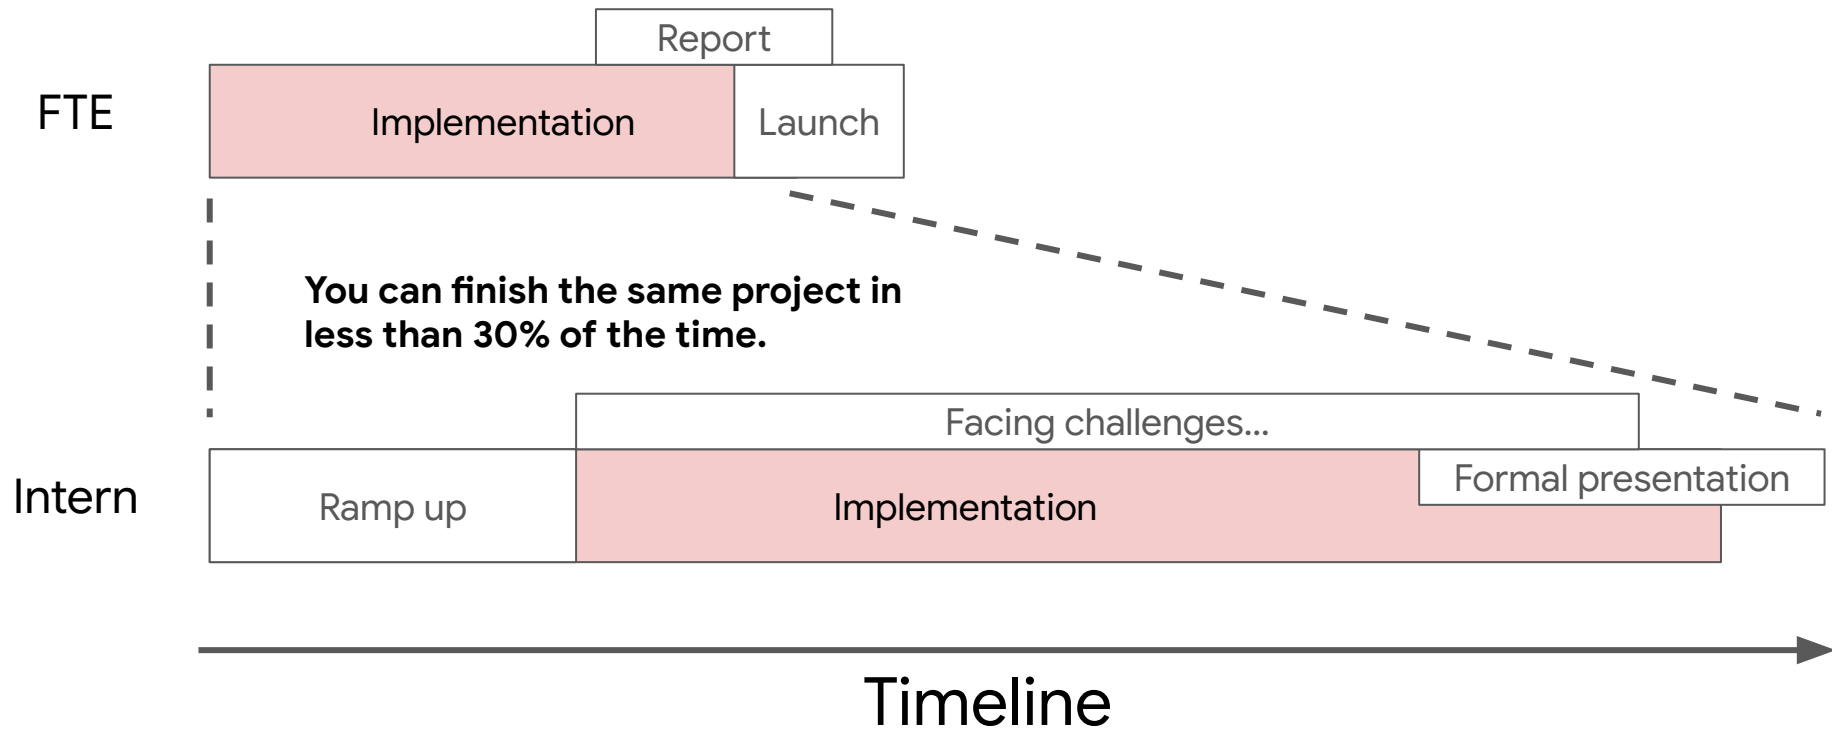 Report
FTE
Implementation
Launch
You can finish the same project in
less than 30% of the time.
Facing challenges...
Formal presentation
Intern
Ramp up
Implementation
Timeline